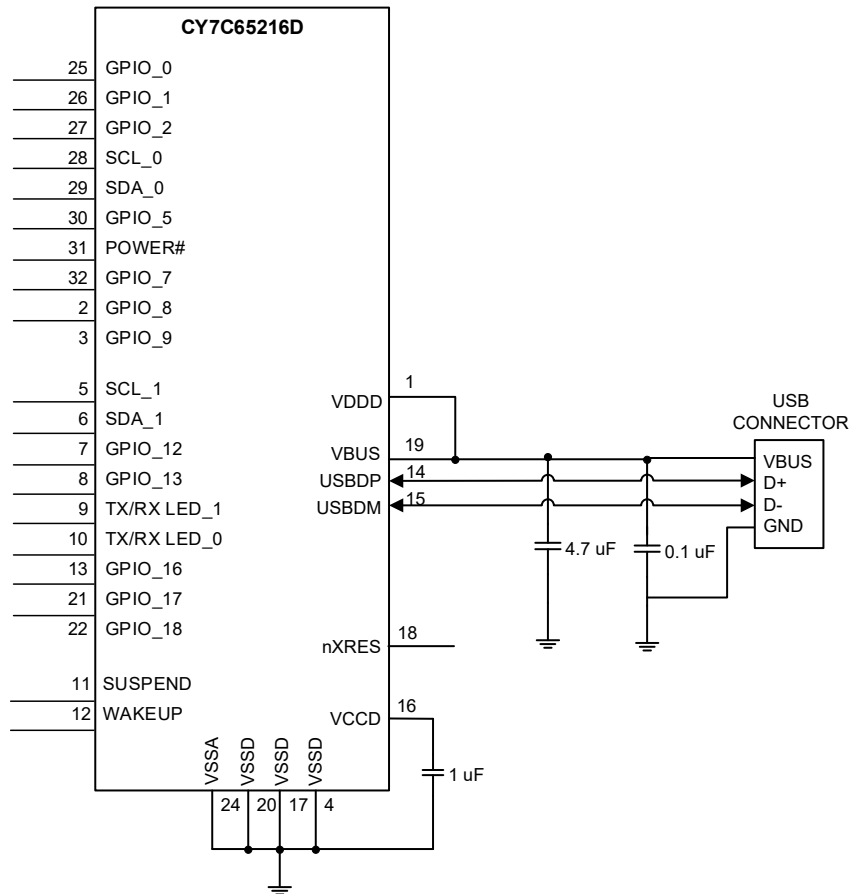 CY7C65216D
25 GPIO_0
26 GPIO_1
27 GPIO_2
28 SCL_0
29 SDA_0
30 GPIO_5
31 POWER#
32 GPIO_7
2 GPIO_8
3 GPIO_9
5 SCL_1
6 SDA_1
7 GPIO_12
8 GPIO_13
9 TX/RX LED_1
10 TX/RX LED_0
13 GPIO_16
21 GPIO_17
22 GPIO_18
11 SUSPEND
12 WAKEUP
VDDD 1
VBUS 19
USBDP 14
USBDM 15
nXRES 18
VCCD 16
VSSA
VSSD
VSSD
VSSD
24 20 17 4
1 uF
4.7 uF
0.1 uF
USB
CONNECTOR
VBUS
D+
D-
GND